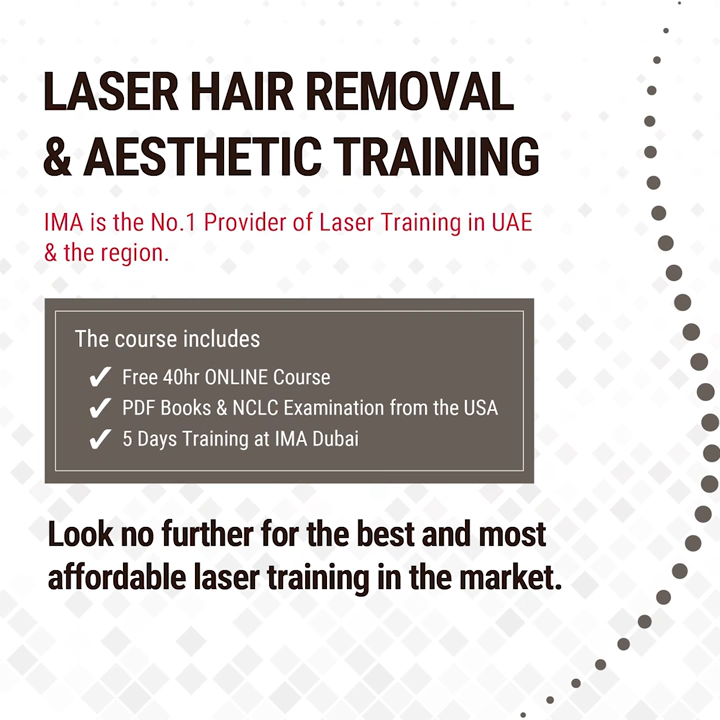 LASER HAIR REMOVAL
& AESTHETIC TRAINING
IMA is the No.1 Provider of Laser Training in UAE
& the region.
The course includes
✔ Free 40hr ONLINE Course
✔ PDF Books & NCLC Examination from the USA
✔ 5 Days Training at IMA Dubai
Look no further for the best and most
affordable laser training in the market.